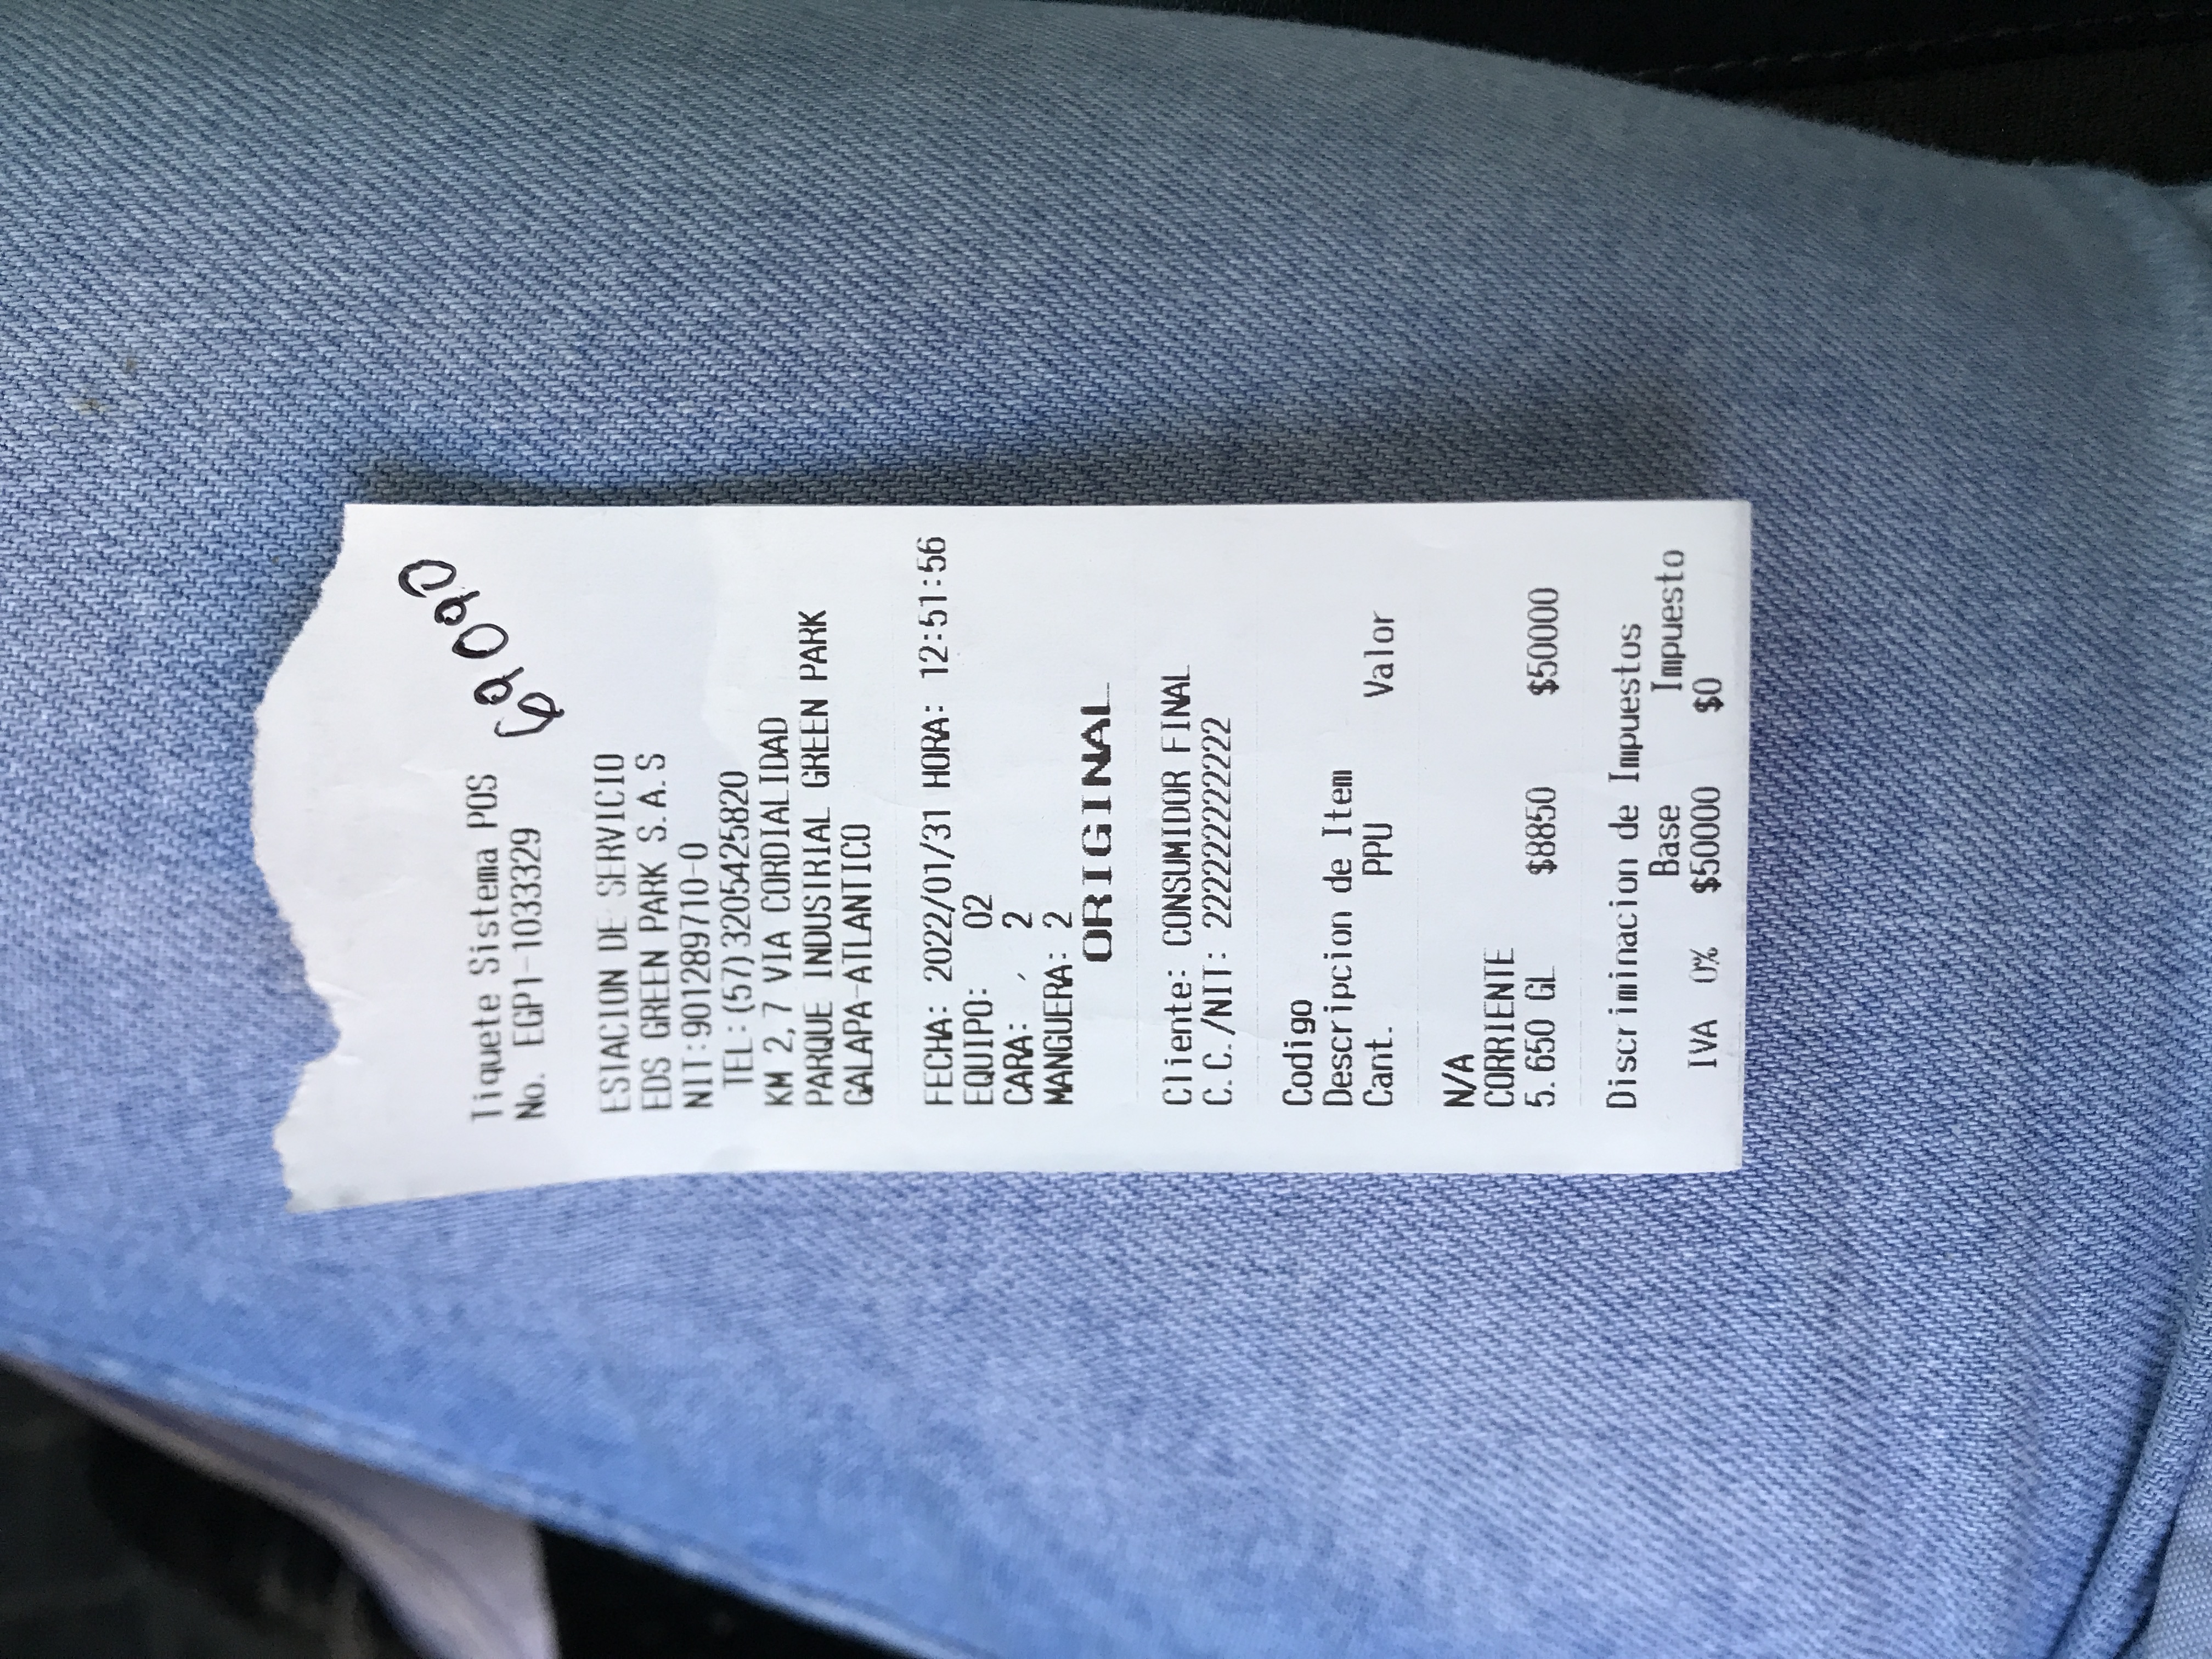 Tiquete Sistema POS
No. EGP1-1033329
ESTACION DE SERVICIO
EDS GREEN PARK S.A.S
NIT:901289710-0
TEL:(57)3205425820
KM 2,7 VIA CORDIALIDAD
PARQUE INDUSTRIAL GREEN PARK
GALAPA-ATLANTICO
FECHA: 2022/01/31 HORA: 12:51:56
EQUIPO: 02
CARA: 2
MANGUERA: 2
ORIGINAL
Cliente: CONSUMIDOR FINAL
C.C./NIT: 222222222222
Codigo
Descripcion de Item
Cant. PPU Valor
N/A
CORRIENTE
5.650 GL $8850 $50000
Discriminacion de Impuestos
Base Impuesto
IVA 0% $50000 $0